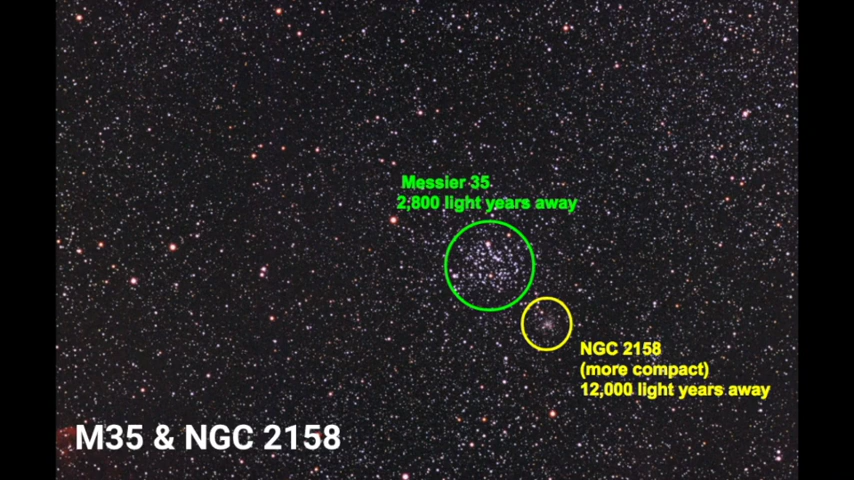 Messier 35
2,800 light years away
NGC 2158
(more compact)
12,000 light years away
M35 & NGC 2158